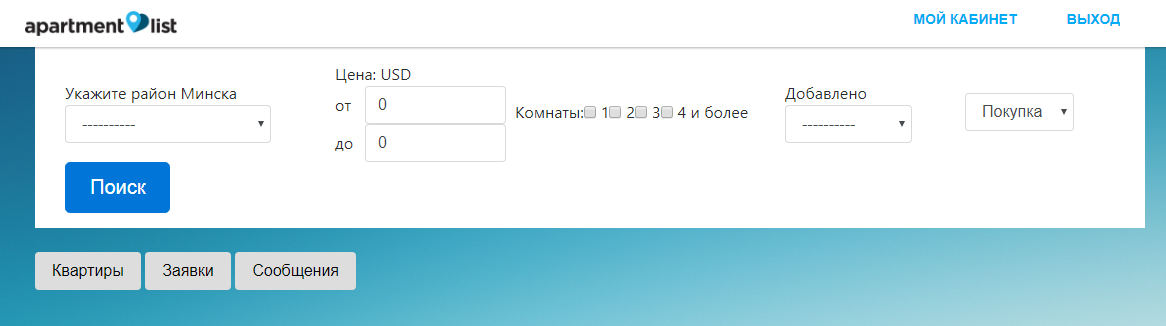 apartment list
МОЙ КАБИНЕТ ВЫХОД
Цена: USD
Укажите район Минска
от 0
Комнаты: 1 2 3 4 и более
Добавлено
----------
----------
Покупка
до 0
Поиск
Квартиры Заявки Сообщения